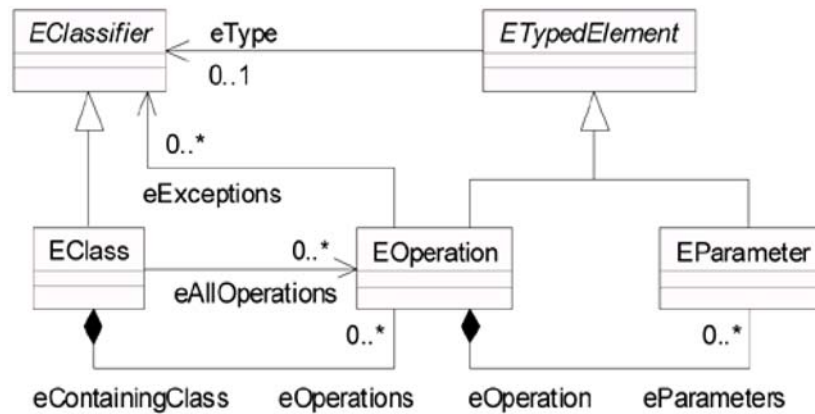 EClassifier
eType
ETypedElement
0..1
0..*
eExceptions
EClass
0..*
EOperation
EParameter
eAllOperations
0..*
0..*
eContainingClass
eOperations
eOperation
eParameters